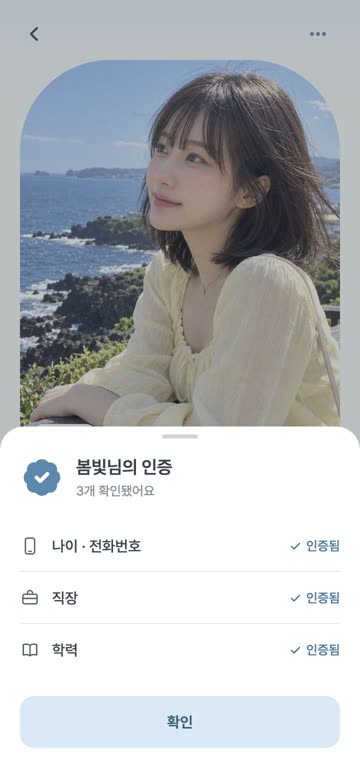 봄빛님의 인증
3개 확인됐어요
나이 · 전화번호
인증됨
직장
인증됨
학력
인증됨
확인